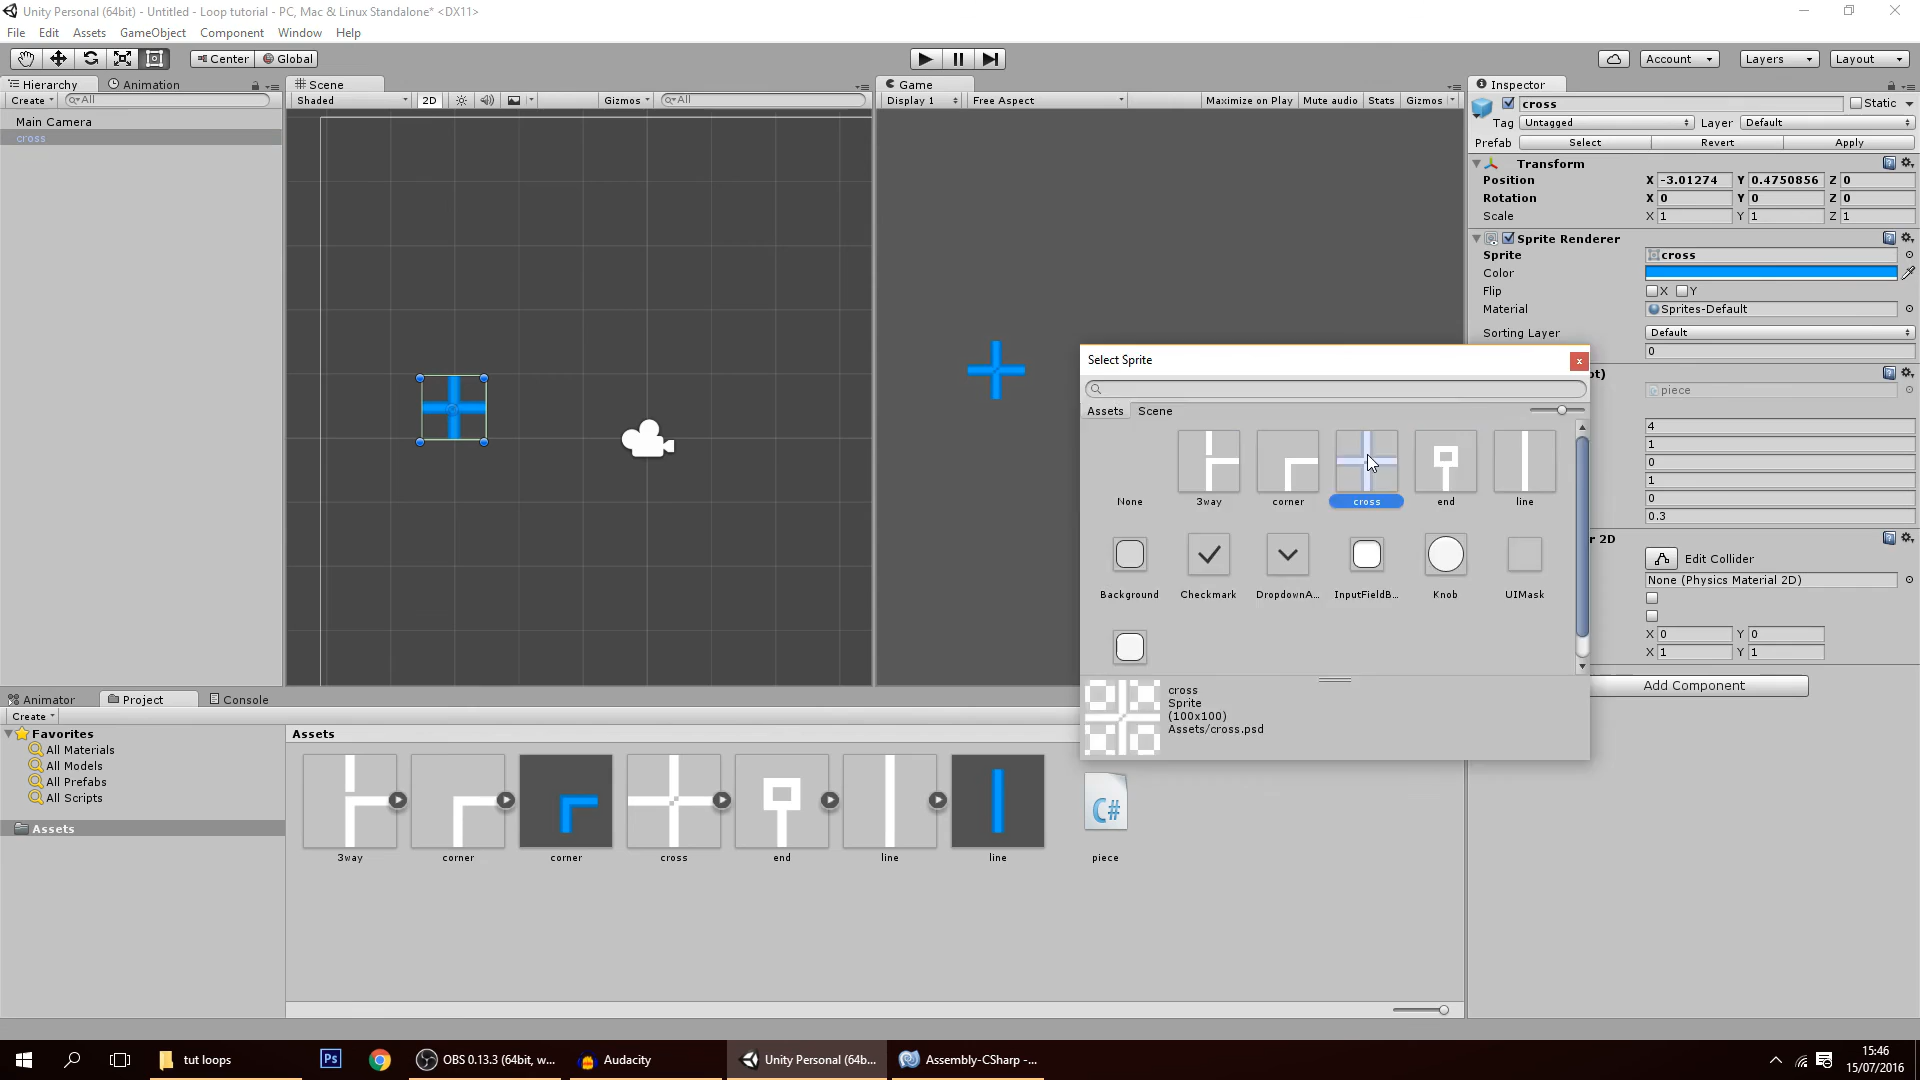 Unity Personal (64bit) - Untitled - Loop tutorial - PC, Mac & Linux Standalone* <DX11>
File Edit Assets GameObject Component Window Help
Center Global Account Layers Layout
Hierarchy Animation Scene Game Inspector
Create All Shaded 2D Gizmos All Display 1 Free Aspect Maximize on Play Mute audio Stats Gizmos
cross Static
Main Camera
Tag Untagged Layer Default
cross
Prefab Select Revert Apply
Transform
Position X -3.01274 Y 0.4750856 Z 0
Rotation X 0 Y 0 Z 0
Scale X 1 Y 1 Z 1
Sprite Renderer
Sprite cross
Color
Flip X Y
Material Sprites-Default
Sorting Layer Default
0
Select Sprite
piece
Assets Scene
4
1
0
1
0
0.3
None 3way corner cross end line
2D
Edit Collider
None (Physics Material 2D)
Background Checkmark DropdownA... InputFieldB... Knob UIMask
X 0 Y 0
X 1 Y 1
Add Component
cross
Sprite
(100x100)
Assets/cross.psd
Animator Project Console
Create
Favorites Assets
All Materials
All Models
All Prefabs
All Scripts
Assets
C#
3way corner corner cross end line line piece
tut loops Ps OBS 0.13.3 (64bit, w... Audacity Unity Personal (64b... Assembly-CSharp -...
15:46
15/07/2016